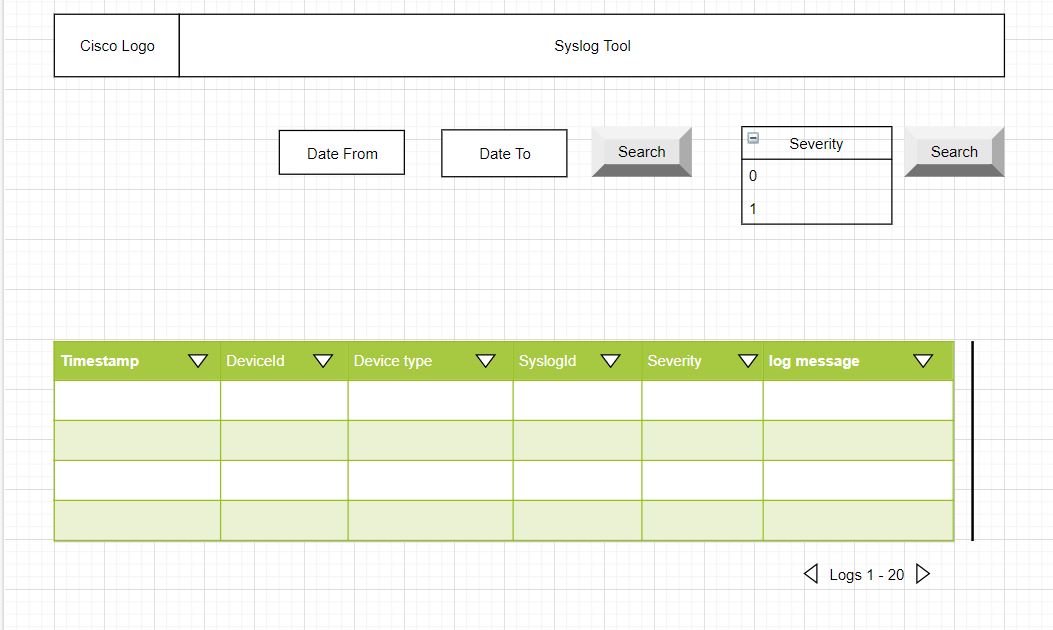 Cisco Logo
Syslog Tool
Date From
Date To
Search
Severity
0
1
Search
Timestamp
DeviceId
Device type
SyslogId
Severity
log message
Logs 1 - 20